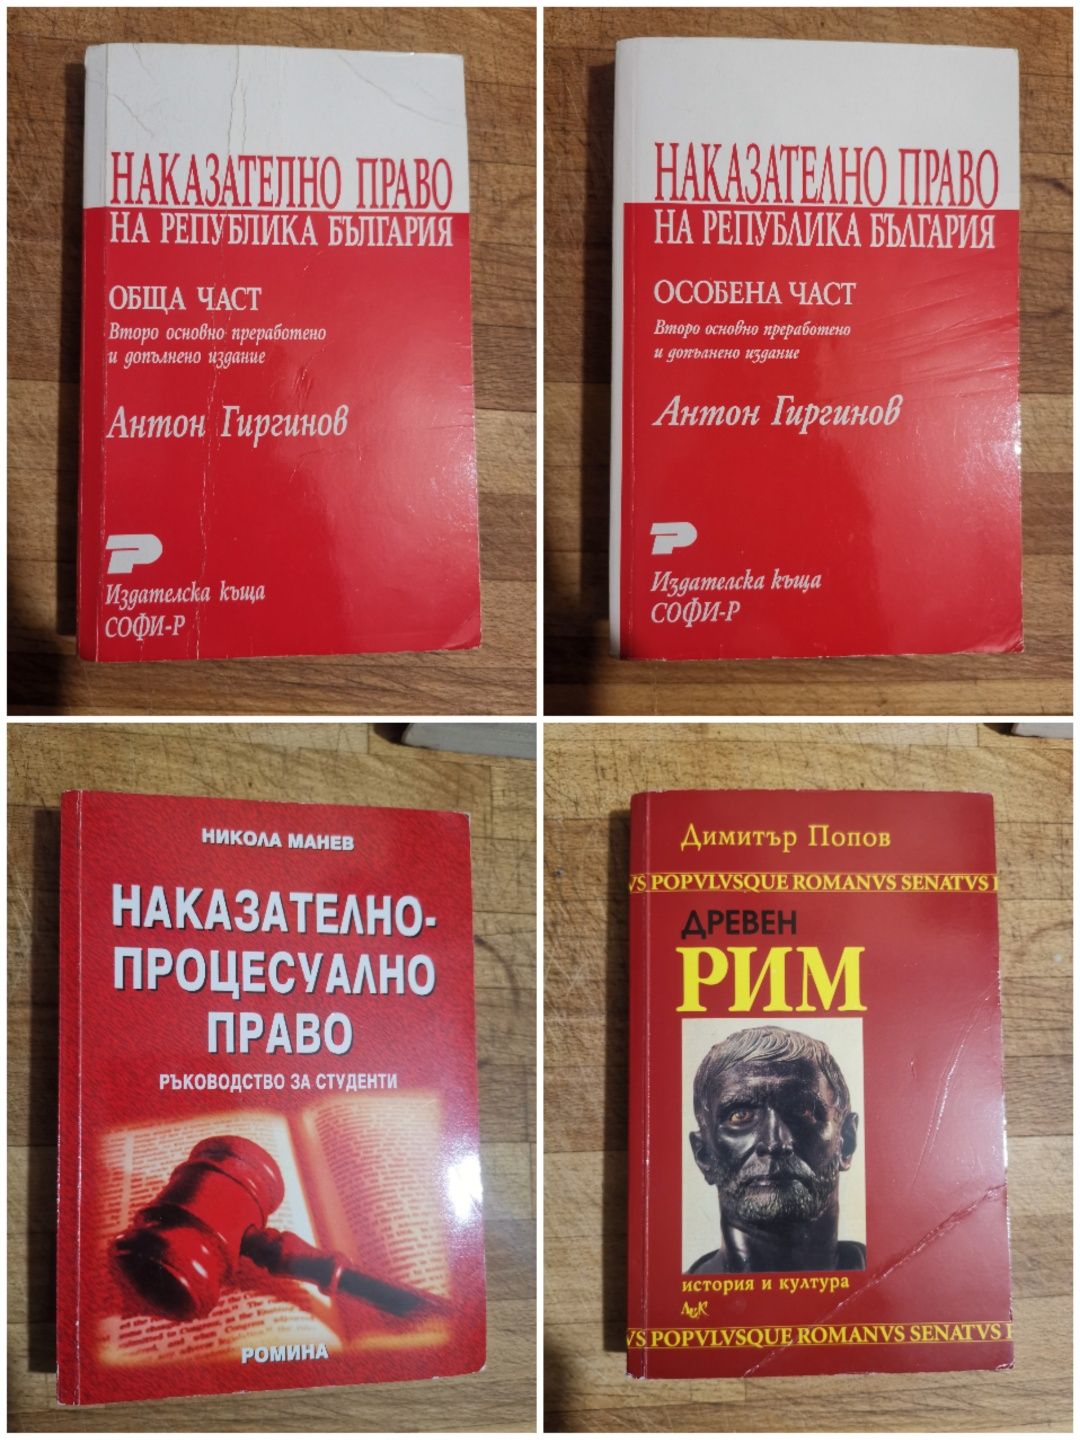 НАКАЗАТЕЛНО ПРАВО
НА РЕПУБЛИКА БЪЛГАРИЯ
ОБЩА ЧАСТ
Второ основно преработено
и допълнено издание
Антон Гиргинов
Издателска къща
СОФИ-Р
НАКАЗАТЕЛНО ПРАВО
НА РЕПУБЛИКА БЪЛГАРИЯ
ОСОБЕНА ЧАСТ
Второ основно преработено
и допълнено издание
Антон Гиргинов
Издателска къща
СОФИ-Р
НИКОЛА МАНЕВ
НАКАЗАТЕЛНО-
ПРОЦЕСУАЛНО
ПРАВО
РЪКОВОДСТВО ЗА СТУДЕНТИ
РОМИНА
Димитър Попов
VS POPVLVSQUE ROMANVS SENATVS
ДРЕВЕН
РИМ
история и култура
ЛИК
VS POPVLVSQUE ROMANVS SENATVS